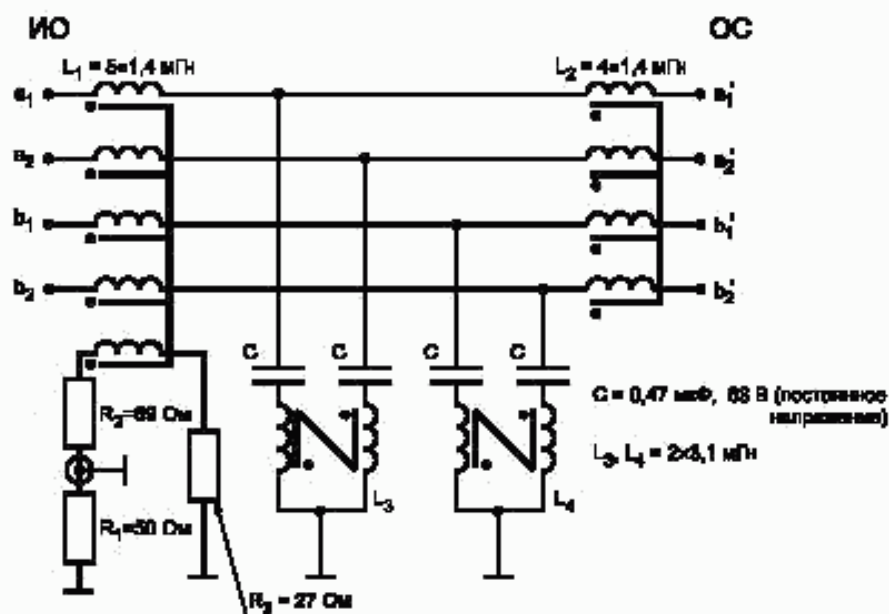 ИО
ОС
L₁ = 5×1,4 мГн
L₂ = 4×1,4 мГн
a₁
a₁'
a₂
a₂'
b₁
b₁'
b₂
b₂'
C
C
C
C
C = 0,47 мкФ, 63 В (постоянное
напряжение)
R₂=69 Ом
L₃, L₄ = 2×3,1 мГн
L₃
L₄
R₁=50 Ом
R₃ = 27 Ом